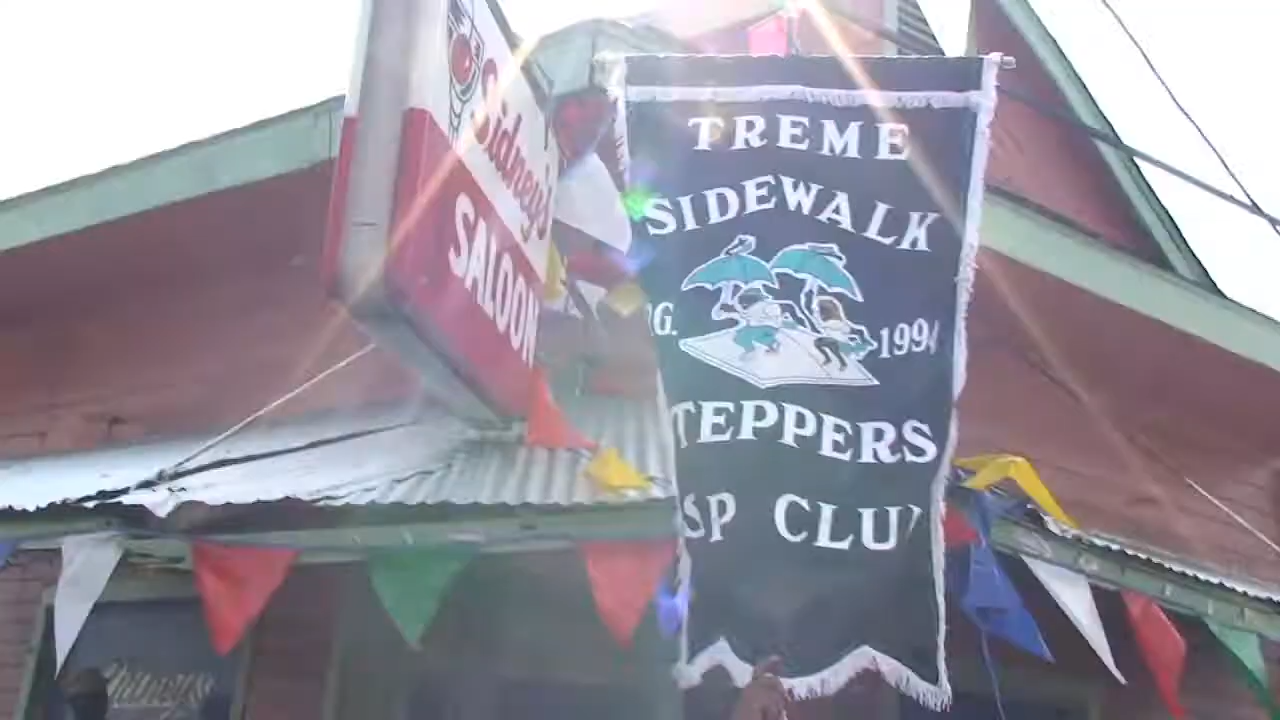 Sidney's
SALOON
TREME
SIDEWALK
G. 1994
TEPPERS
SP CLU